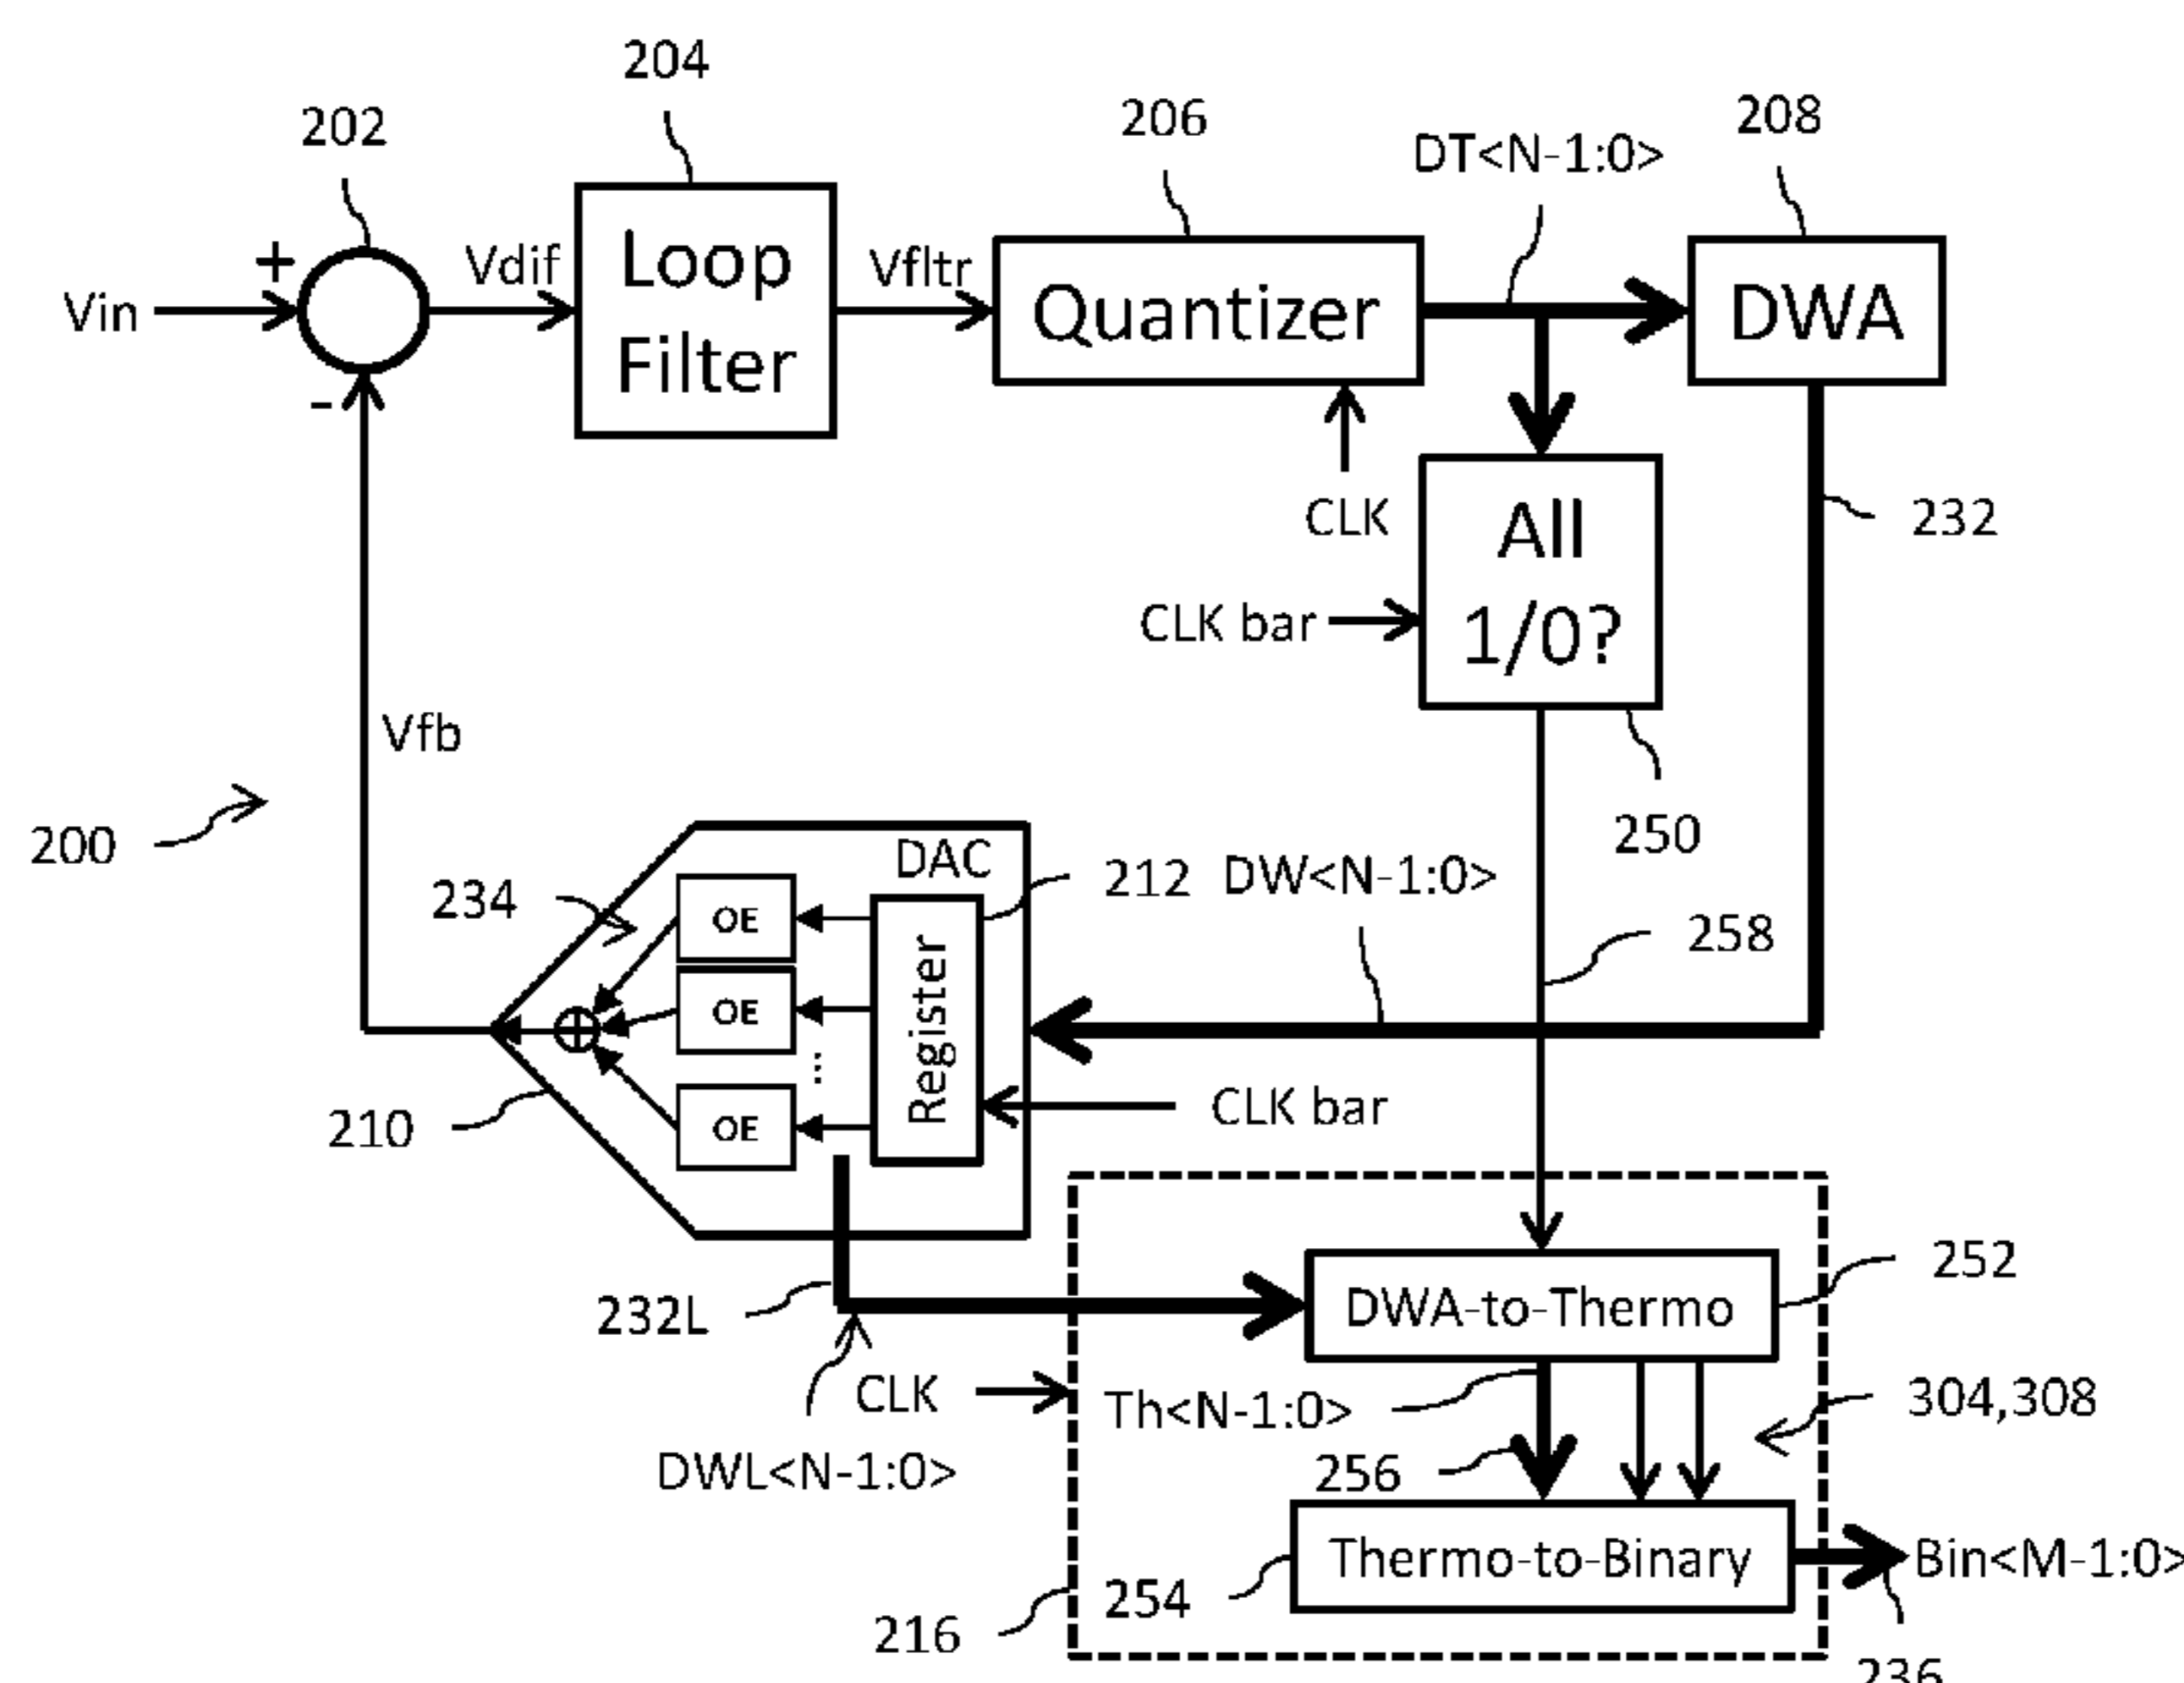 204
202
206
208
DT<N-1:0>
+
Vin
Vdif
Loop
Filter
Vfltr
Quantizer
DWA
-
CLK
All
1/0?
232
CLK bar
Vfb
200
250
DAC
212
DW<N-1:0>
234
OE
258
OE
...
Register
OE
210
CLK bar
252
232L
DWA-to-Thermo
CLK
Th<N-1:0>
304,308
DWL<N-1:0>
256
Thermo-to-Binary
Bin<M-1:0>
254
216
236